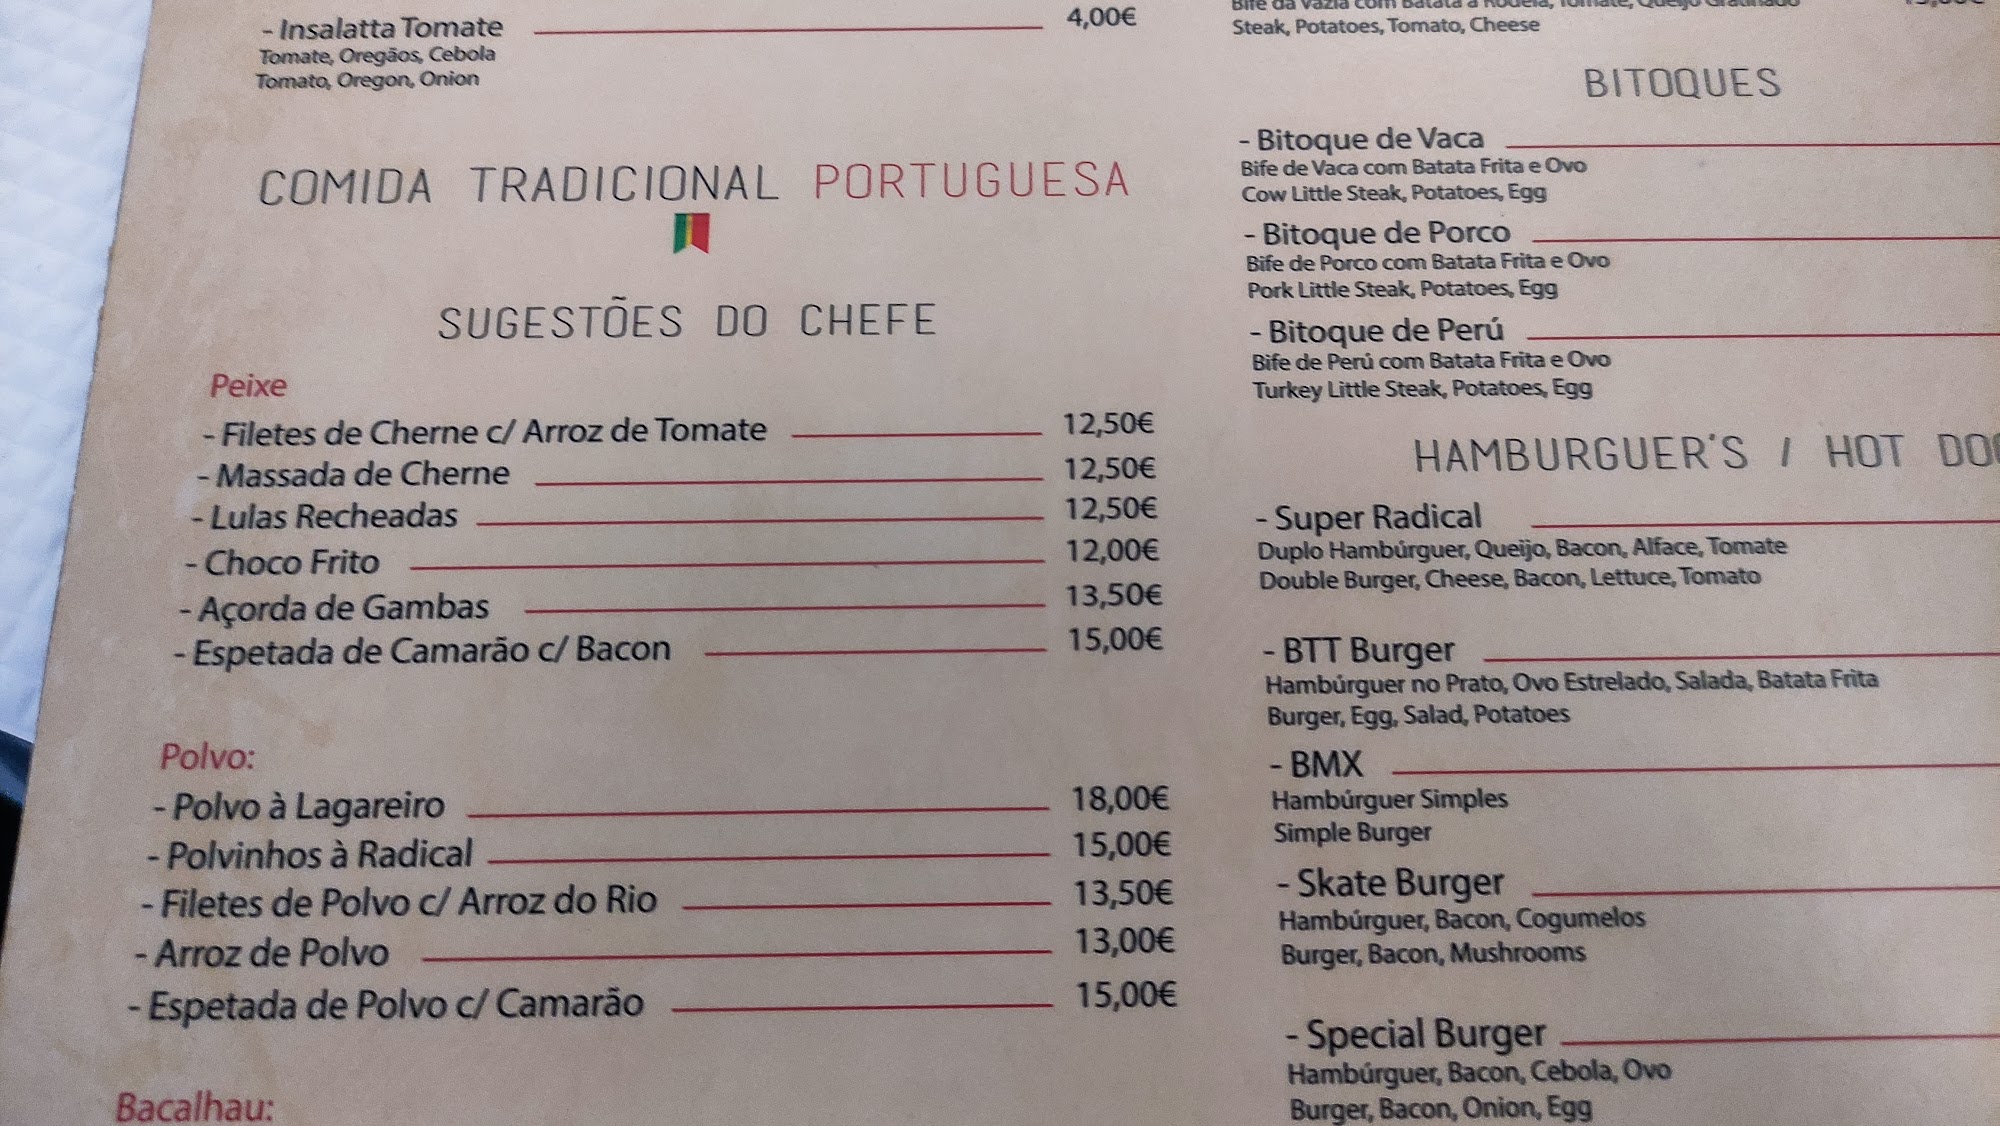 - Insalatta Tomate 4,00€
Tomate, Oregãos, Cebola
Tomato, Oregon, Onion
COMIDA TRADICIONAL PORTUGUESA
SUGESTÕES DO CHEFE
Peixe
- Filetes de Cherne c/ Arroz de Tomate 12,50€
- Massada de Cherne 12,50€
- Lulas Recheadas 12,50€
- Choco Frito 12,00€
- Açorda de Gambas 13,50€
- Espetada de Camarão c/ Bacon 15,00€
Polvo:
- Polvo à Lagareiro 18,00€
- Polvinhos à Radical 15,00€
- Filetes de Polvo c/ Arroz do Rio 13,50€
- Arroz de Polvo 13,00€
- Espetada de Polvo c/ Camarão 15,00€
Bacalhau:
Bife da Vazia com Batata à Rodela, Tomate, Queijo Gratinado
Steak, Potatoes, Tomato, Cheese
BITOQUES
- Bitoque de Vaca
Bife de Vaca com Batata Frita e Ovo
Cow Little Steak, Potatoes, Egg
- Bitoque de Porco
Bife de Porco com Batata Frita e Ovo
Pork Little Steak, Potatoes, Egg
- Bitoque de Perú
Bife de Perú com Batata Frita e Ovo
Turkey Little Steak, Potatoes, Egg
HAMBURGUER'S / HOT
- Super Radical
Duplo Hambúrguer, Queijo, Bacon, Alface, Tomate
Double Burger, Cheese, Bacon, Lettuce, Tomato
- BTT Burger
Hambúrguer no Prato, Ovo Estrelado, Salada, Batata Frita
Burger, Egg, Salad, Potatoes
- BMX
Hambúrguer Simples
Simple Burger
- Skate Burger
Hambúrguer, Bacon, Cogumelos
Burger, Bacon, Mushrooms
- Special Burger
Hambúrguer, Bacon, Cebola, Ovo
Burger, Bacon, Onion, Egg